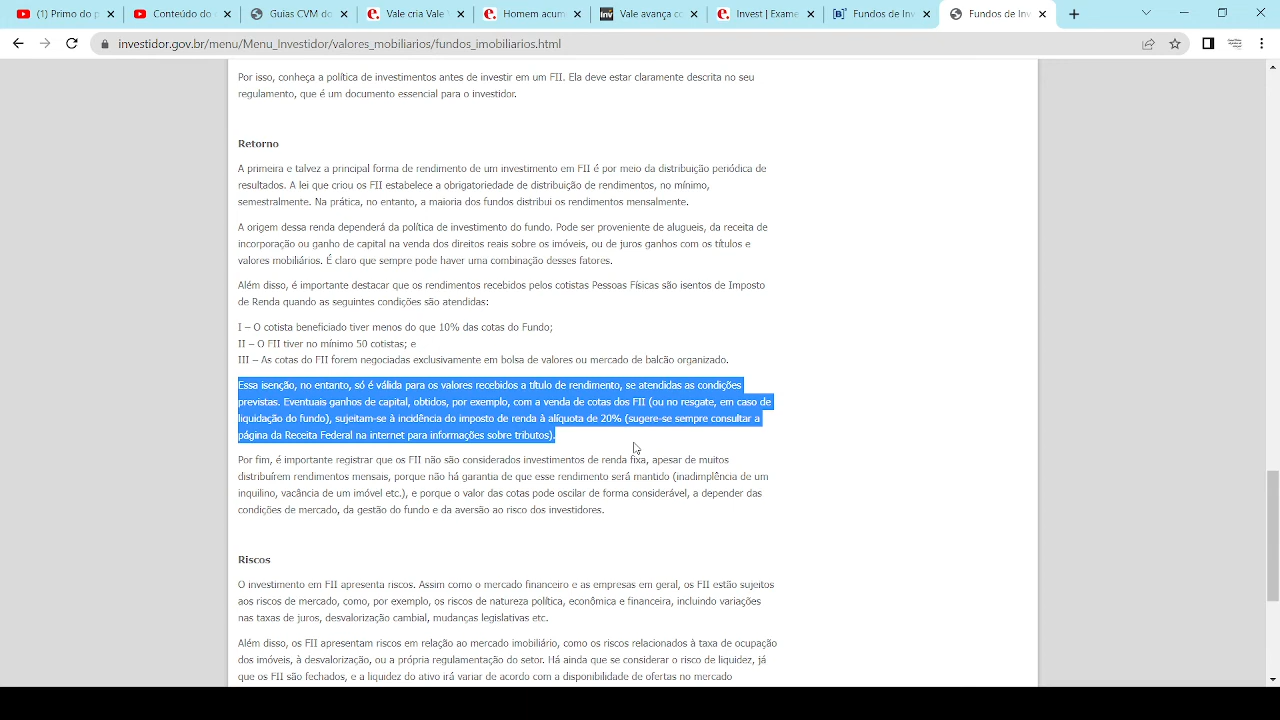 (1) Primo do p
Conteúdo do
Guias CVM do
Vale cria Vale
Homem acum
Vale avança co
Invest | Exame
Fundos de Inv
Fundos de Inv
investidor.gov.br/menu/Menu_Investidor/valores_mobiliarios/fundos_imobiliarios.html
Por isso, conheça a política de investimentos antes de investir em um FII. Ela deve estar claramente descrita no seu
regulamento, que é um documento essencial para o investidor.
Retorno
A primeira e talvez a principal forma de rendimento de um investimento em FII é por meio da distribuição periódica de
resultados. A lei que criou os FII estabelece a obrigatoriedade de distribuição de rendimentos, no mínimo,
semestralmente. Na prática, no entanto, a maioria dos fundos distribui os rendimentos mensalmente.
A origem dessa renda dependerá da política de investimento do fundo. Pode ser proveniente de alugueis, da receita de
incorporação ou ganho de capital na venda dos direitos reais sobre os imóveis, ou de juros ganhos com os títulos e
valores mobiliários. É claro que sempre pode haver uma combinação desses fatores.
Além disso, é importante destacar que os rendimentos recebidos pelos cotistas Pessoas Físicas são isentos de Imposto
de Renda quando as seguintes condições são atendidas:
I – O cotista beneficiado tiver menos do que 10% das cotas do Fundo;
II – O FII tiver no mínimo 50 cotistas; e
III – As cotas do FII forem negociadas exclusivamente em bolsa de valores ou mercado de balcão organizado.
Essa isenção, no entanto, só é válida para os valores recebidos a título de rendimento, se atendidas as condições
previstas. Eventuais ganhos de capital, obtidos, por exemplo, com a venda de cotas dos FII (ou no resgate, em caso de
liquidação do fundo), sujeitam-se à incidência do imposto de renda à alíquota de 20% (sugere-se sempre consultar a
página da Receita Federal na internet para informações sobre tributos).
Por fim, é importante registrar que os FII não são considerados investimentos de renda fixa, apesar de muitos
distribuírem rendimentos mensais, porque não há garantia de que esse rendimento será mantido (inadimplência de um
inquilino, vacância de um imóvel etc.), e porque o valor das cotas pode oscilar de forma considerável, a depender das
condições de mercado, da gestão do fundo e da aversão ao risco dos investidores.
Riscos
O investimento em FII apresenta riscos. Assim como o mercado financeiro e as empresas em geral, os FII estão sujeitos
aos riscos de mercado, como, por exemplo, os riscos de natureza política, econômica e financeira, incluindo variações
nas taxas de juros, desvalorização cambial, mudanças legislativas etc.
Além disso, os FII apresentam riscos em relação ao mercado imobiliário, como os riscos relacionados à taxa de ocupação
dos imóveis, à desvalorização, ou a própria regulamentação do setor. Há ainda que se considerar o risco de liquidez, já
que os FII são fechados, e a liquidez do ativo irá variar de acordo com a disponibilidade de ofertas no mercado